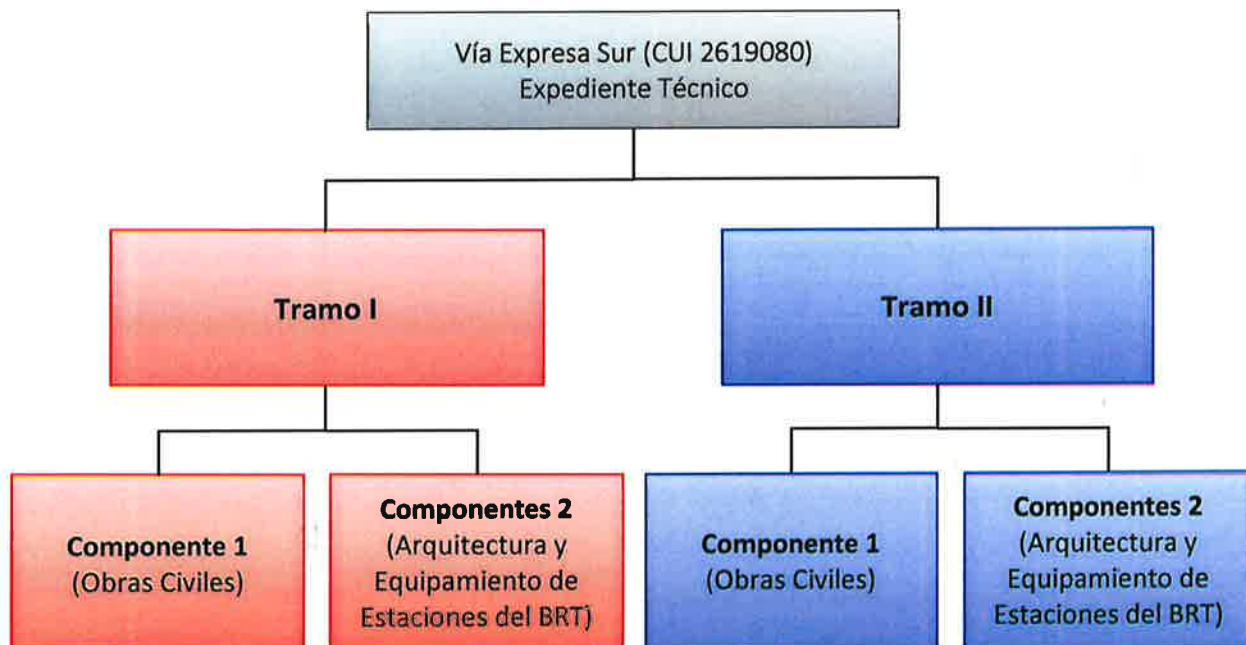 Vía Expresa Sur (CUI 2619080)
Expediente Técnico
Tramo I
Tramo II
Componente 1
(Obras Civiles)
Componentes 2
(Arquitectura y
Equipamiento de
Estaciones del BRT)
Componente 1
(Obras Civiles)
Componentes 2
(Arquitectura y
Equipamiento de
Estaciones del BRT)